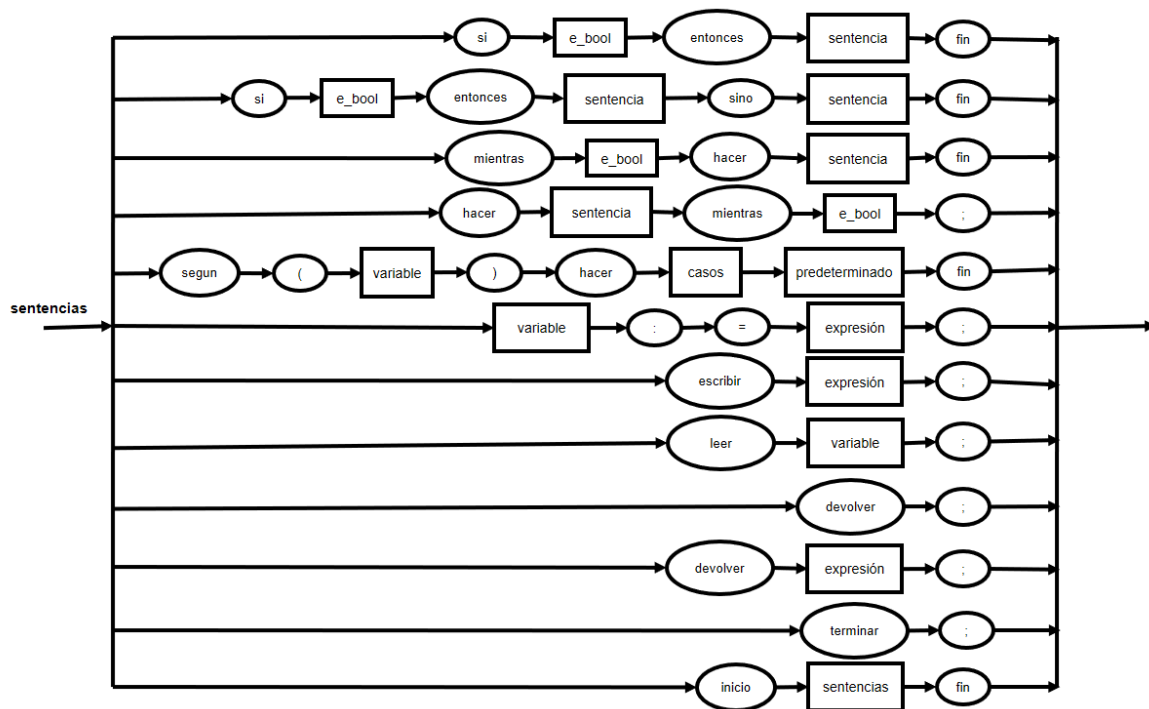 si e_bool entonces sentencia fin
si e_bool entonces sentencia sino sentencia fin
mientras e_bool hacer sentencia fin
hacer sentencia mientras e_bool ;
segun ( variable ) hacer casos predeterminado fin
sentencias
variable : = expresión ;
escribir expresión ;
leer variable ;
devolver ;
devolver expresión ;
terminar ;
inicio sentencias fin